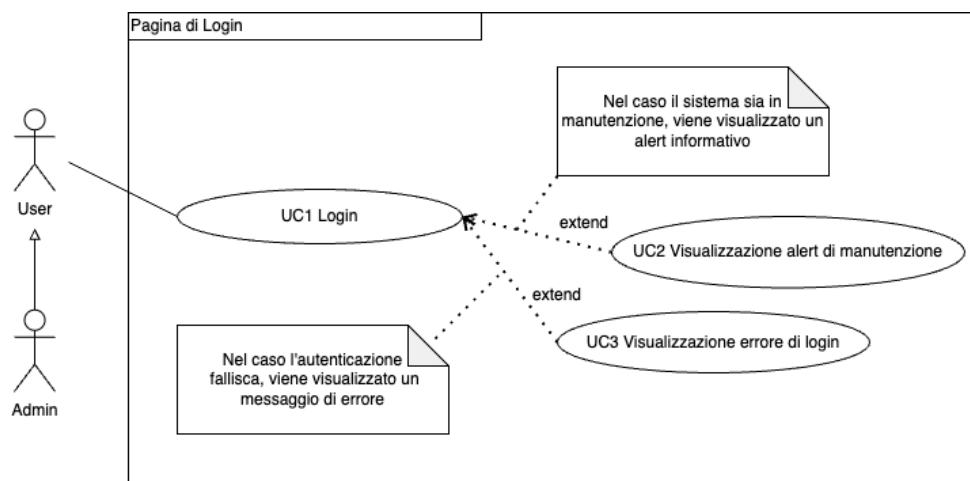 Pagina di Login
Nel caso il sistema sia in
manutenzione, viene visualizzato un
alert informativo
User
UC1 Login
extend
UC2 Visualizzazione alert di manutenzione
extend
UC3 Visualizzazione errore di login
Nel caso l'autenticazione
fallisca, viene visualizzato un
messaggio di errore
Admin